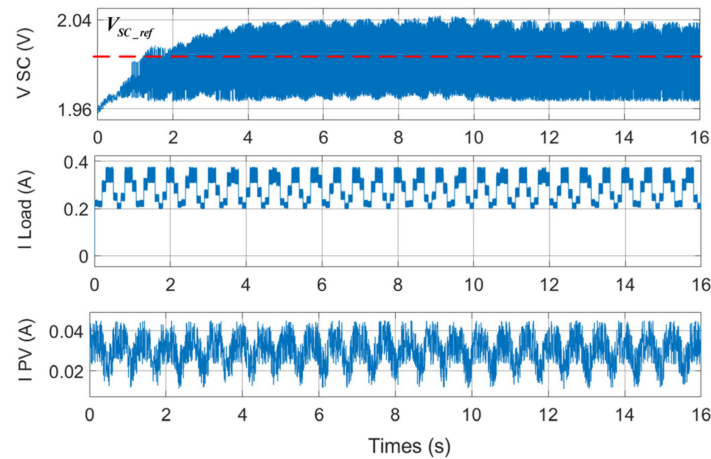 2.04
V_SC_ref
V SC (V)
1.96
0 2 4 6 8 10 12 14 16
0.4
I Load (A)
0.2
0
0 2 4 6 8 10 12 14 16
0.04
I PV (A)
0.02
0 2 4 6 8 10 12 14 16
Times (s)